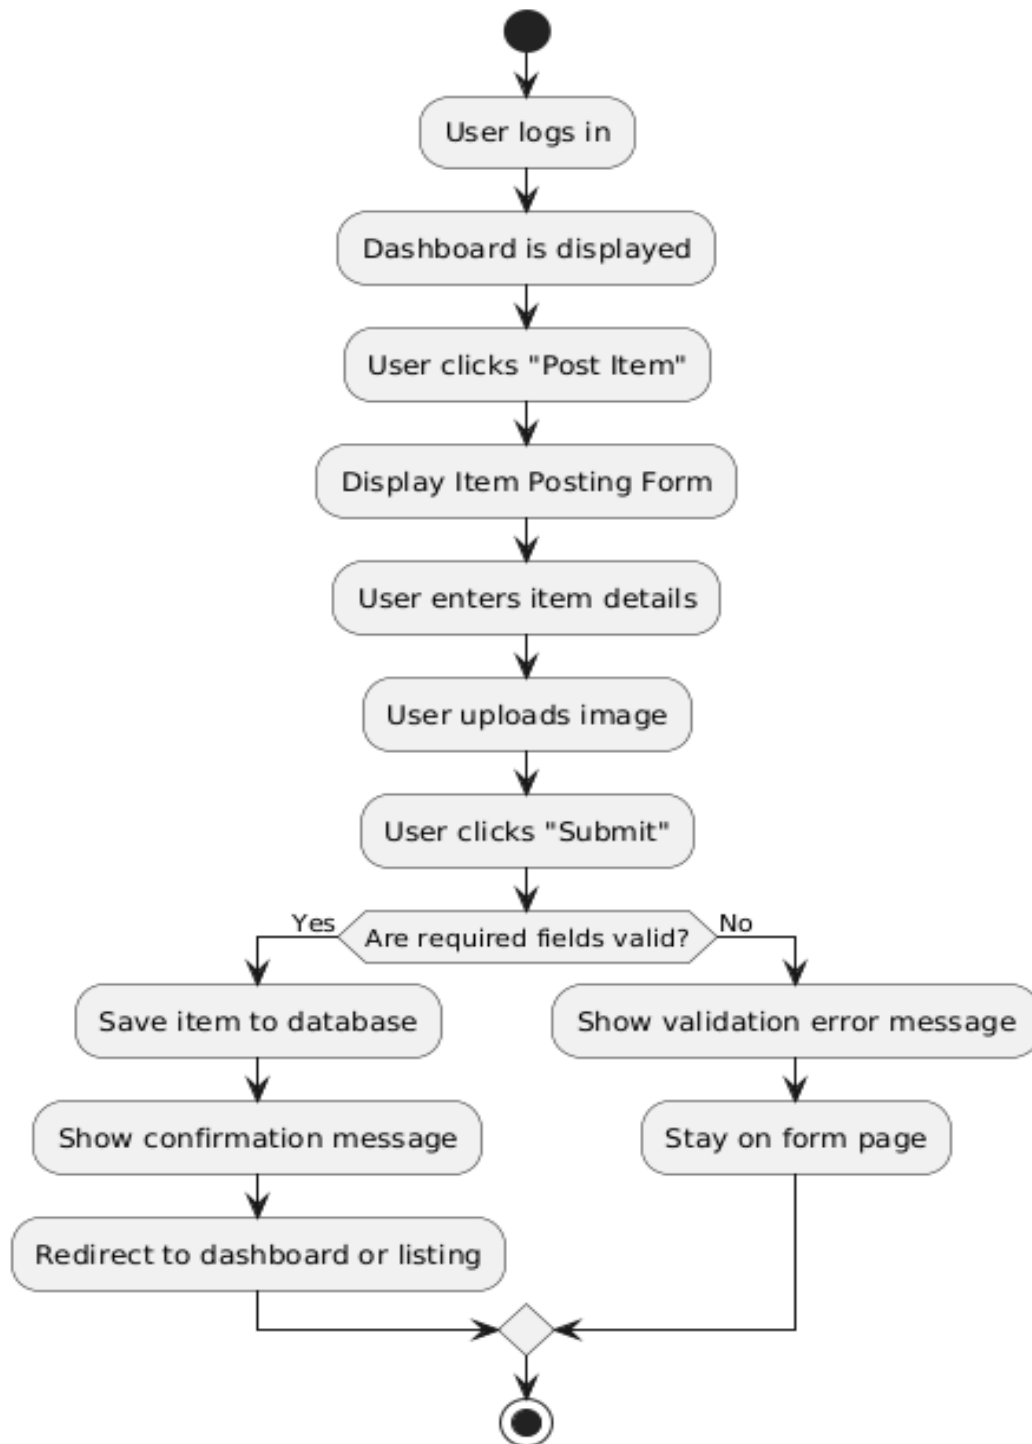 User logs in
Dashboard is displayed
User clicks "Post Item"
Display Item Posting Form
User enters item details
User uploads image
User clicks "Submit"
Are required fields valid?
Yes
No
Save item to database
Show validation error message
Show confirmation message
Stay on form page
Redirect to dashboard or listing